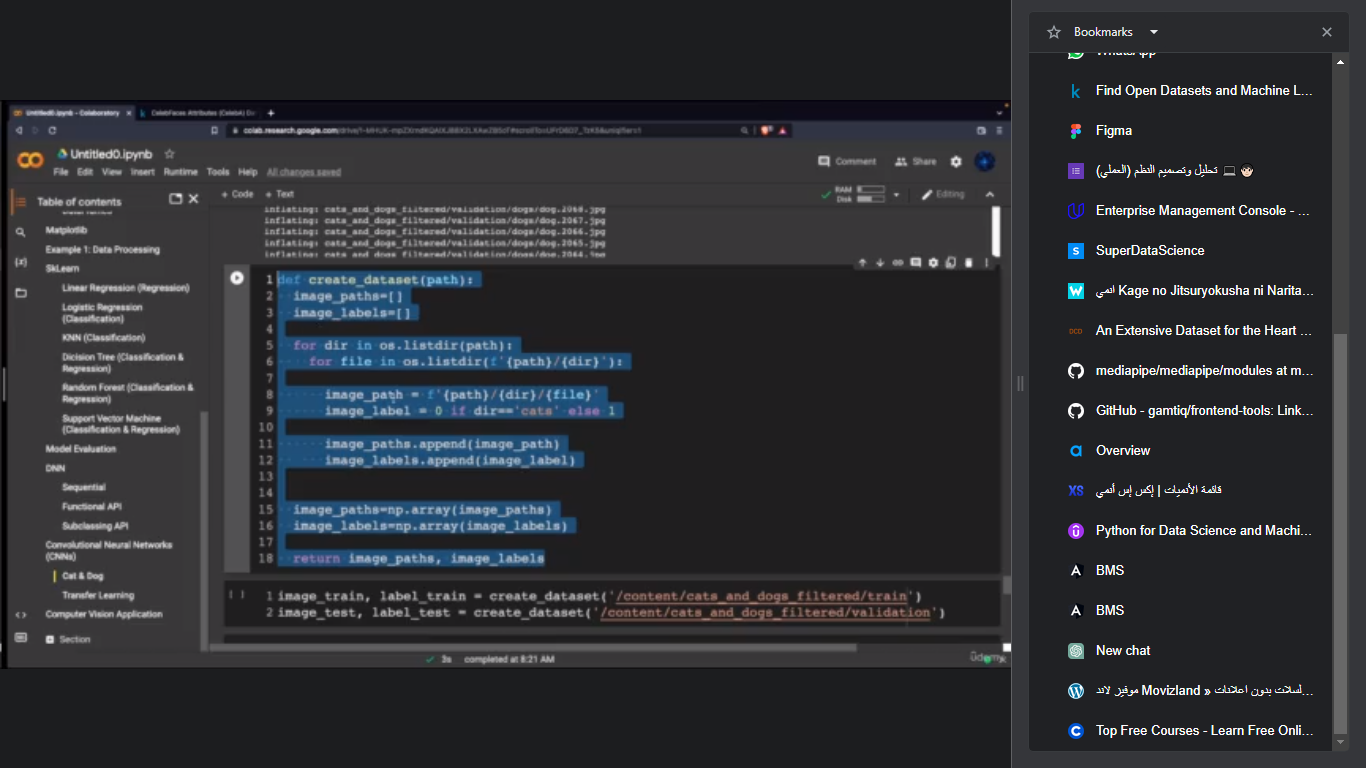 Untitled0.ipynb - Colaboratory
CelebFaces Attributes (CelebA) D
colab.research.google.com
Untitled0.ipynb
File Edit View Insert Runtime Tools Help All changes saved
Comment Share
Table of contents
+ Code + Text
RAM
Disk
Editing
Matplotlib
Example 1: Data Processing
SkLearn
Linear Regression (Regression)
Logistic Regression
(Classification)
KNN (Classification)
Dicision Tree (Classification &
Regression)
Random Forest (Classification &
Regression)
Support Vector Machine
(Classification & Regression)
Model Evaluation
DNN
Sequential
Functional API
Subclassing API
Convolutional Neural Networks
(CNNs)
Cat & Dog
Transfer Learning
Computer Vision Application
Section
inflating: cats_and_dogs_filtered/validation/dogs/dog.2068.jpg
inflating: cats_and_dogs_filtered/validation/dogs/dog.2067.jpg
inflating: cats_and_dogs_filtered/validation/dogs/dog.2066.jpg
inflating: cats_and_dogs_filtered/validation/dogs/dog.2065.jpg
inflating: cats_and_dogs_filtered/validation/dogs/dog.2064.jpg
1 def create_dataset(path):
2 image_paths=[]
3 image_labels=[]
4
5 for dir in os.listdir(path):
6 for file in os.listdir(f'{path}/{dir}'):
7
8 image_path = f'{path}/{dir}/{file}'
9 image_label = 0 if dir=='cats' else 1
10
11 image_paths.append(image_path)
12 image_labels.append(image_label)
13
14
15 image_paths=np.array(image_paths)
16 image_labels=np.array(image_labels)
17
18 return image_paths, image_labels
[ ] 1 image_train, label_train = create_dataset('/content/cats_and_dogs_filtered/train')
2 image_test, label_test = create_dataset('/content/cats_and_dogs_filtered/validation')
3s completed at 8:21 AM
ûdemy
Bookmarks
WhatsApp
Find Open Datasets and Machine L...
Figma
تحليل وتصميم النظم (العملي)
Enterprise Management Console - ...
SuperDataScience
انمي Kage no Jitsuryokusha ni Narita...
An Extensive Dataset for the Heart ...
mediapipe/mediapipe/modules at m...
GitHub - gamtiq/frontend-tools: Link...
Overview
قائمة الأنميات | إكس إس أنمي
Python for Data Science and Machi...
BMS
BMS
New chat
موفيز لاند Movizland » ...لسلات بدون اعلانات
Top Free Courses - Learn Free Onli...